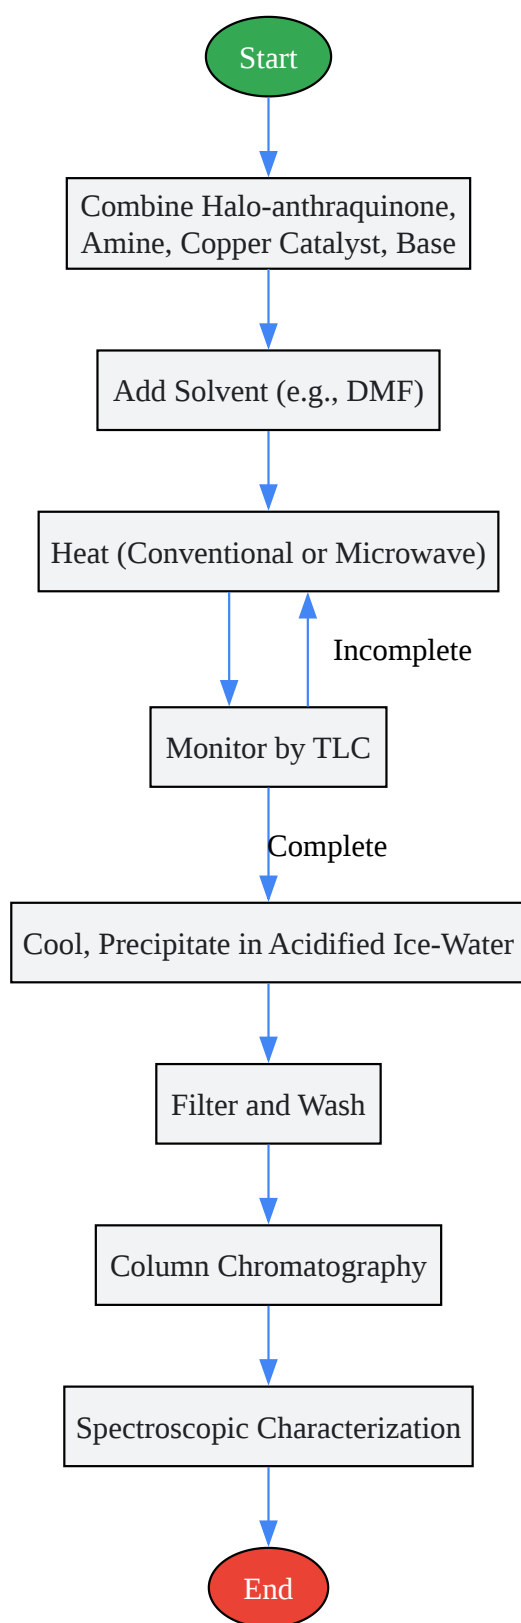 Start
Combine Halo-anthraquinone,
Amine, Copper Catalyst, Base
Add Solvent (e.g., DMF)
Heat (Conventional or Microwave)
Incomplete
Monitor by TLC
Complete
Cool, Precipitate in Acidified Ice-Water
Filter and Wash
Column Chromatography
Spectroscopic Characterization
End